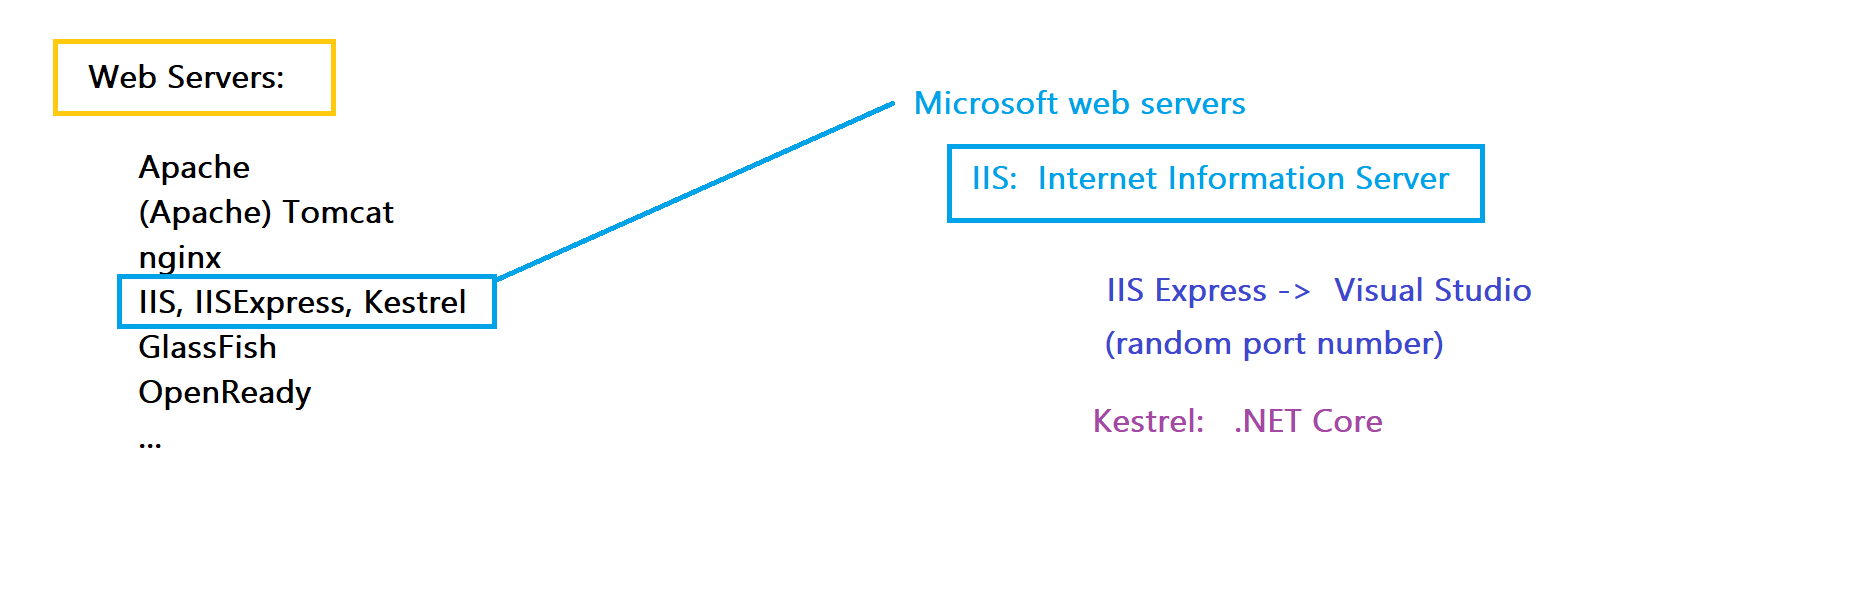 Web Servers:
Apache
(Apache) Tomcat
nginx
IIS, IISExpress, Kestrel
GlassFish
OpenReady
...
Microsoft web servers
IIS:  Internet Information Server
IIS Express ->  Visual Studio
(random port number)
Kestrel:   .NET Core